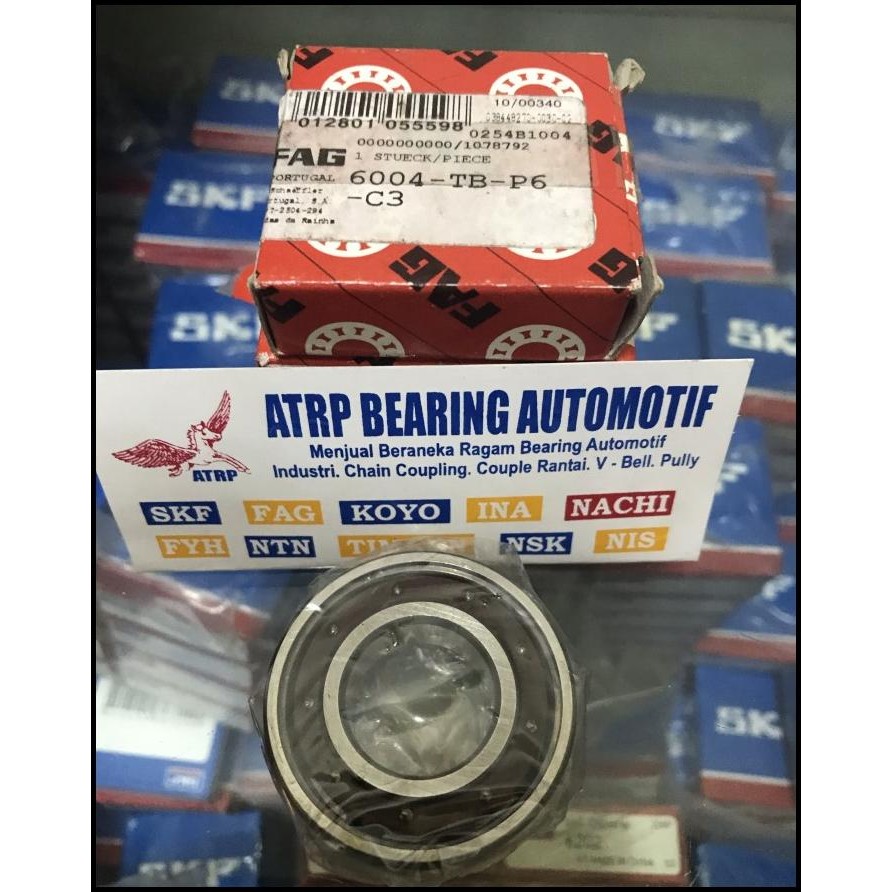 10/00340
012801 055598
0254B1004
0000000000/1078792
FAG
1 STUECK/PIECE
PORTUGAL
6004-TB-P6
-C3
FAG
SKF
SKF
SKF
SKF
SKF
SKF
ATRP BEARING AUTOMOTIF
Menjual Beraneka Ragam Bearing Automotif
Industri. Chain Coupling. Couple Rantai. V - Bell. Pully
ATRP
SKF FAG KOYO INA NACHI
FYH NTN NSK NIS
SKF